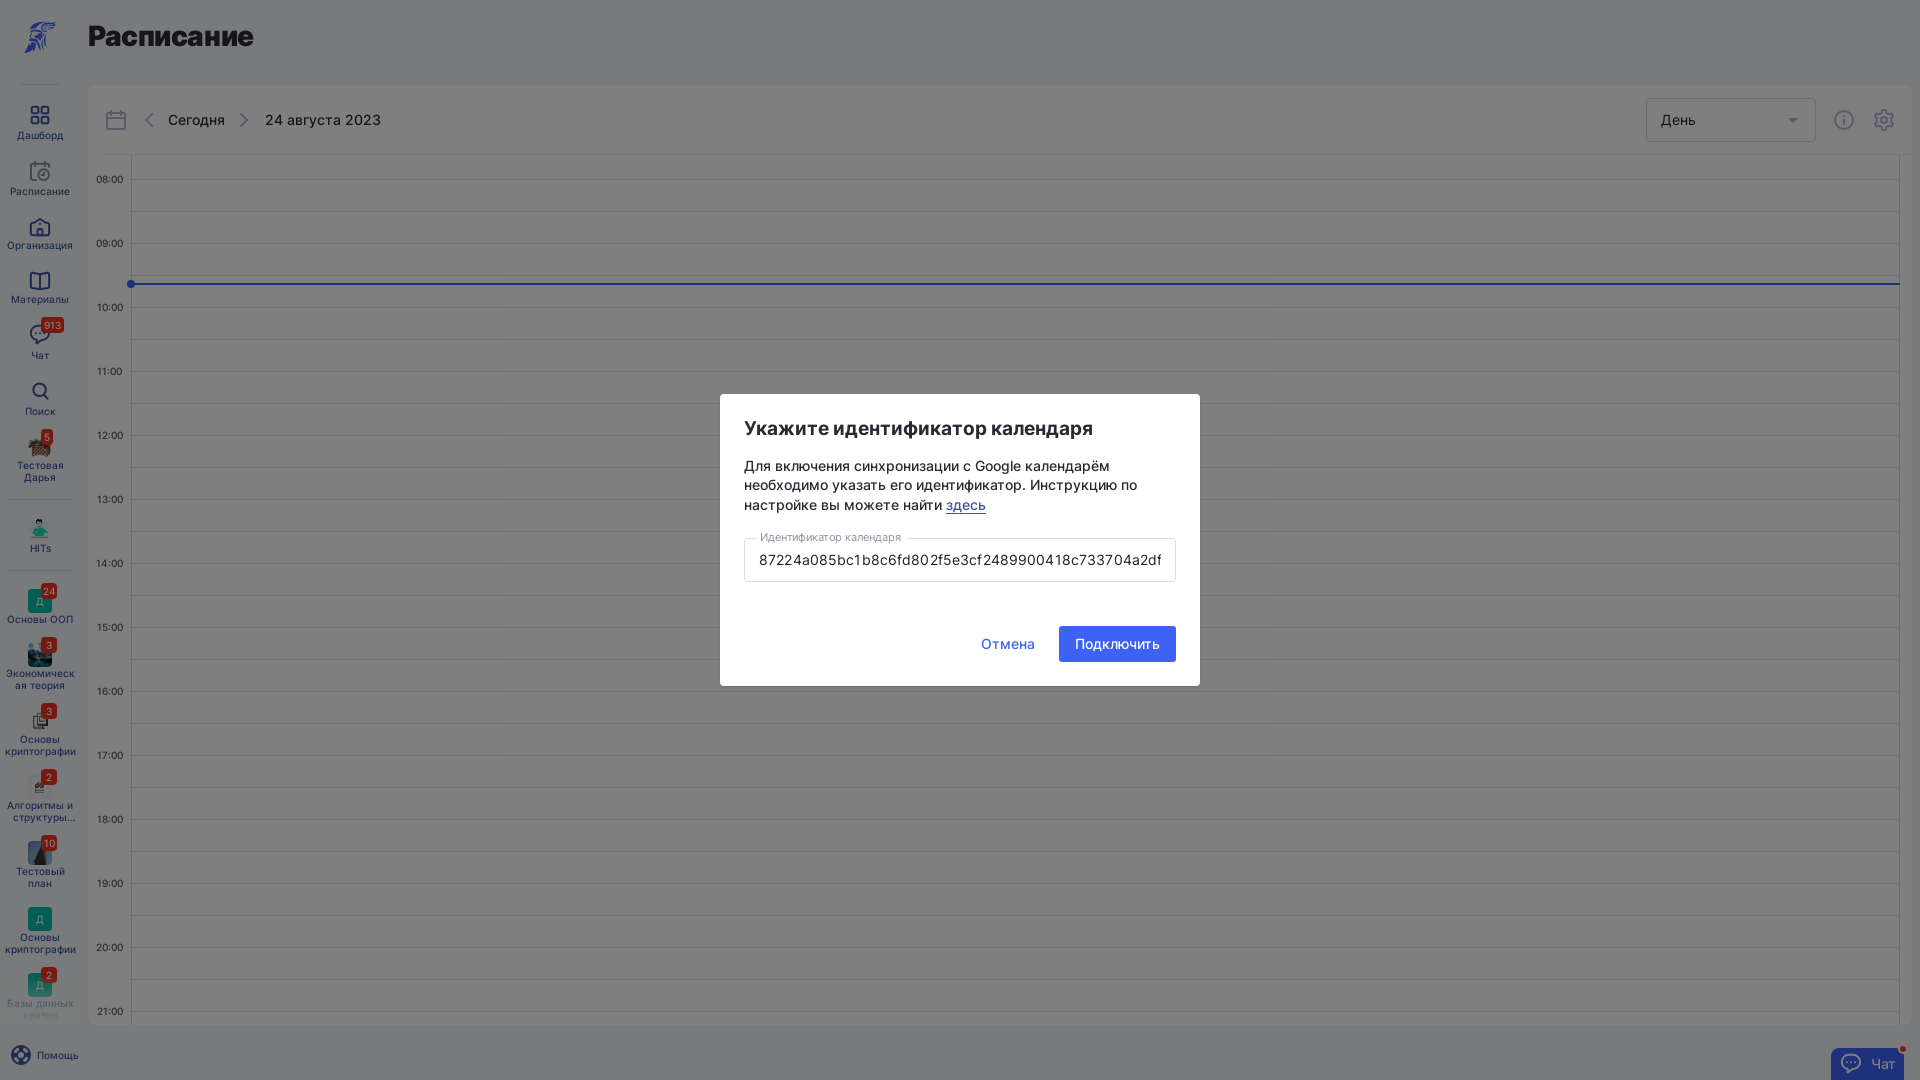 Расписание
Дашборд
Расписание
Организация
Материалы
913
Чат
Поиск
5
Тестовая
Дарья
HITs
24
Д
Основы ООП
3
Экономическ
ая теория
3
Основы
криптографии
2
Алгоритмы и
структуры...
10
Тестовый
план
Д
Основы
криптографии
2
Д
Базы данных
кратко
Помощь
Сегодня
24 августа 2023
День
08:00
09:00
10:00
11:00
12:00
13:00
14:00
15:00
16:00
17:00
18:00
19:00
20:00
21:00
Укажите идентификатор календаря
Для включения синхронизации с Google календарём
необходимо указать его идентификатор. Инструкцию по
настройке вы можете найти здесь
Идентификатор календаря
87224a085bc1b8c6fd802f5e3cf2489900418c733704a2df
Отмена
Подключить
Чат